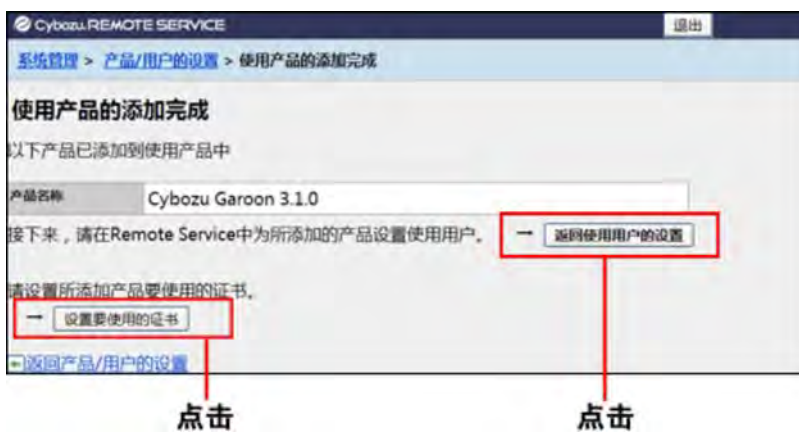 Cybozu.REMOTE SERVICE 退出
系统管理 > 产品/用户的设置 > 使用产品的添加完成
使用产品的添加完成
以下产品已添加到使用产品中
产品名称 Cybozu Garoon 3.1.0
接下来，请在Remote Service中为所添加的产品设置使用用户。 → 返回使用用户的设置
请设置所添加产品要使用的证书。
→ 设置要使用的证书
返回产品/用户的设置
点击 点击